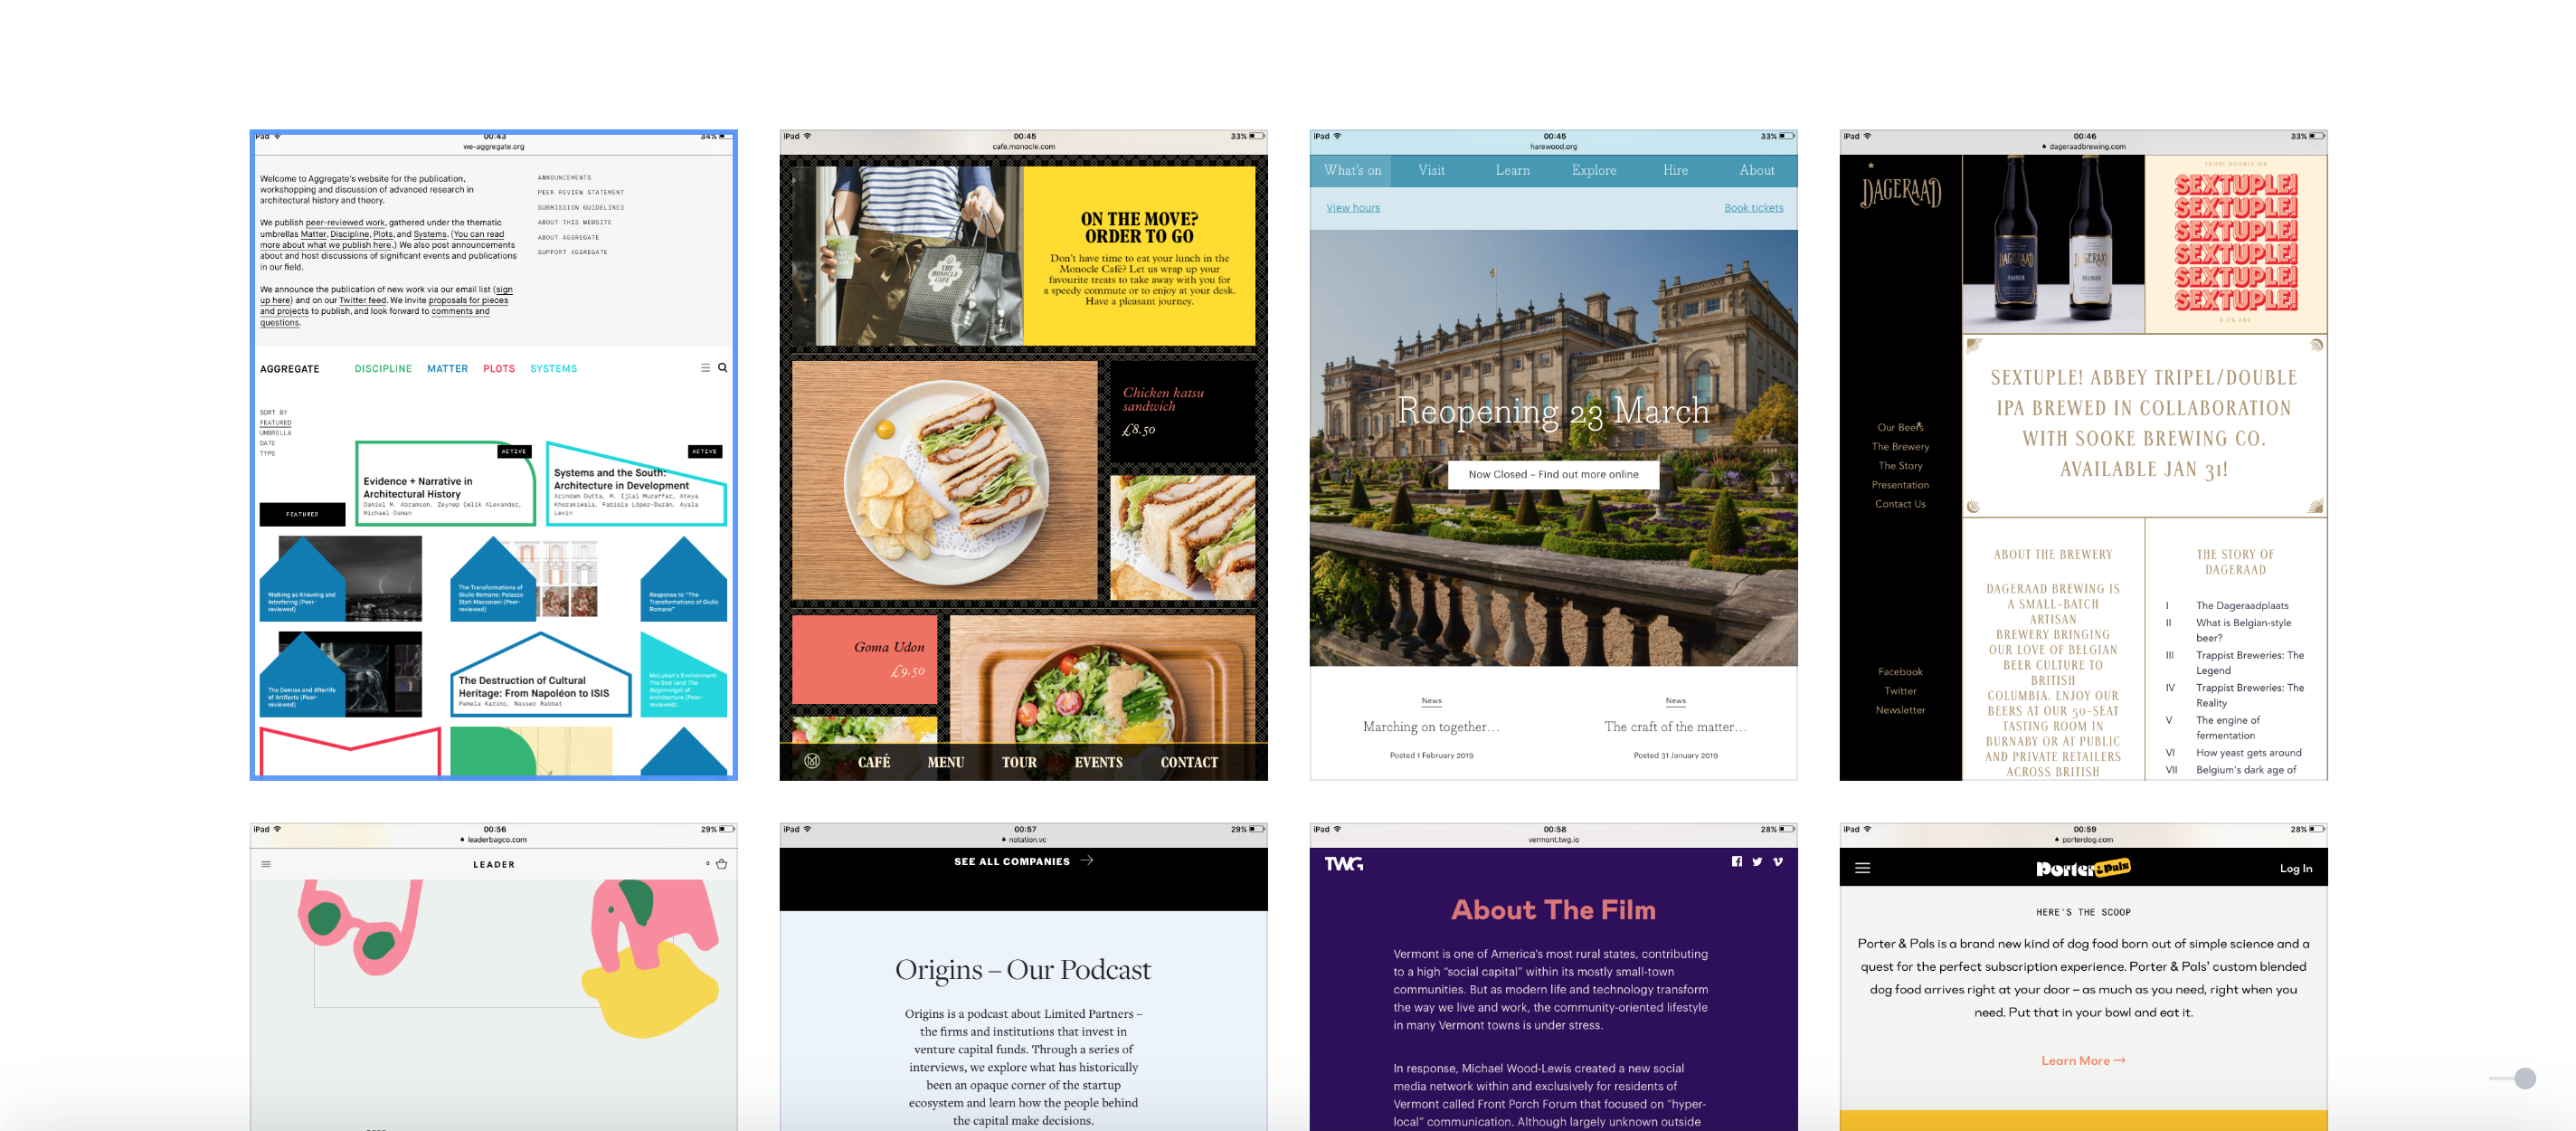 iPad 00:43 34%
we-aggregate.org
Welcome to Aggregate's website for the publication,
workshopping and discussion of advanced research in
architectural history and theory.
We publish peer-reviewed work, gathered under the thematic
umbrellas Matter, Discipline, Plots, and Systems. (You can read
more about what we publish here.) We also post announcements
about and host discussions of significant events and publications
in our field.
We announce the publication of new work via our email list (sign
up here) and on our Twitter feed. We invite proposals for pieces
and projects to publish, and look forward to comments and
questions.
ANNOUNCEMENTS
PEER REVIEW STATEMENT
SUBMISSION GUIDELINES
ABOUT THIS WEBSITE
ABOUT AGGREGATE
SUPPORT AGGREGATE
AGGREGATE DISCIPLINE MATTER PLOTS SYSTEMS
SORT BY
FEATURED
UMBRELLA
DATE
TYPE
FEATURED
ACTIVE
Evidence + Narrative in
Architectural History
Daniel M. Abramson, Zeynep Çelik Alexander,
Michael Osman
ACTIVE
Systems and the South:
Architecture in Development
Arindam Dutta, M. Ijlal Muzaffar, Ateya
Khorakiwala, Fabiola López-Durán, Ayala
Levin
Walking as Knowing and
Interfering (Peer-
reviewed)
The Transformations of
Giulio Romano: Palazzo
Stati Maccarani (Peer-
reviewed)
Response to "The
Transformations of Giulio
Romano"
The Demise and Afterlife
of Artifacts (Peer-
reviewed)
The Destruction of Cultural
Heritage: From Napoléon to ISIS
Pamela Karimi, Nasser Rabbat
McLuhan's Environment:
The End (and The
Beginnings) of
Architecture (Peer-
reviewed)
iPad 00:45 33%
cafe.monocle.com
THE MONOCLE CAFÉ
ON THE MOVE?
ORDER TO GO
Don't have time to eat your lunch in the
Monocle Café? Let us wrap up your
favourite treats to take away with you for
a speedy commute or to enjoy at your desk.
Have a pleasant journey.
Chicken katsu
sandwich
£8.50
Goma Udon
£9.50
CAFÉ MENU TOUR EVENTS CONTACT
iPad 00:45 33%
harewood.org
What's on Visit Learn Explore Hire About
View hours Book tickets
Reopening 23 March
Now Closed – Find out more online
News
Marching on together…
Posted 1 February 2019
News
The craft of the matter…
Posted 31 January 2019
iPad 00:46 33%
dageraadbrewing.com
DAGERAAD
Our Beers
The Brewery
The Story
Presentation
Contact Us
Facebook
Twitter
Newsletter
DAGERAAD
AMBER
DAGERAAD
BLONDE
TRIPEL DOUBLE IPA
SEXTUPLE!
SEXTUPLE!
SEXTUPLE!
SEXTUPLE!
SEXTUPLE!
SEXTUPLE!
SEXTUPLE! ABBEY TRIPEL/DOUBLE
IPA BREWED IN COLLABORATION
WITH SOOKE BREWING CO.
AVAILABLE JAN 31!
ABOUT THE BREWERY
DAGERAAD BREWING IS
A SMALL-BATCH
ARTISAN
BREWERY BRINGING
OUR LOVE OF BELGIAN
BEER CULTURE TO
BRITISH
COLUMBIA. ENJOY OUR
BEERS AT OUR 50-SEAT
TASTING ROOM IN
BURNABY OR AT PUBLIC
AND PRIVATE RETAILERS
ACROSS BRITISH
THE STORY OF
DAGERAAD
I The Dageraadplaats
II What is Belgian-style
beer?
III Trappist Breweries: The
Legend
IV Trappist Breweries: The
Reality
V The engine of
fermentation
VI How yeast gets around
VII Belgium's dark age of
iPad 00:56 29%
leaderbagco.com
LEADER 0
iPad 00:57 29%
notation.vc
SEE ALL COMPANIES
Origins – Our Podcast
Origins is a podcast about Limited Partners –
the firms and institutions that invest in
venture capital funds. Through a series of
interviews, we explore what has historically
been an opaque corner of the startup
ecosystem and learn how the people behind
the capital make decisions.
iPad 00:58 28%
vermont.twg.io
TWG
About The Film
Vermont is one of America's most rural states, contributing
to a high “social capital” within its mostly small-town
communities. But as modern life and technology transform
the way we live and work, the community-oriented lifestyle
in many Vermont towns is under stress.
In response, Michael Wood-Lewis created a new social
media network within and exclusively for residents of
Vermont called Front Porch Forum that focused on “hyper-
local” communication. Although largely unknown outside
iPad 00:59 28%
porterdog.com
Porter & Pals Log In
HERE'S THE SCOOP
Porter & Pals is a brand new kind of dog food born out of simple science and a
quest for the perfect subscription experience. Porter & Pals’ custom blended
dog food arrives right at your door – as much as you need, right when you
need. Put that in your bowl and eat it.
Learn More →